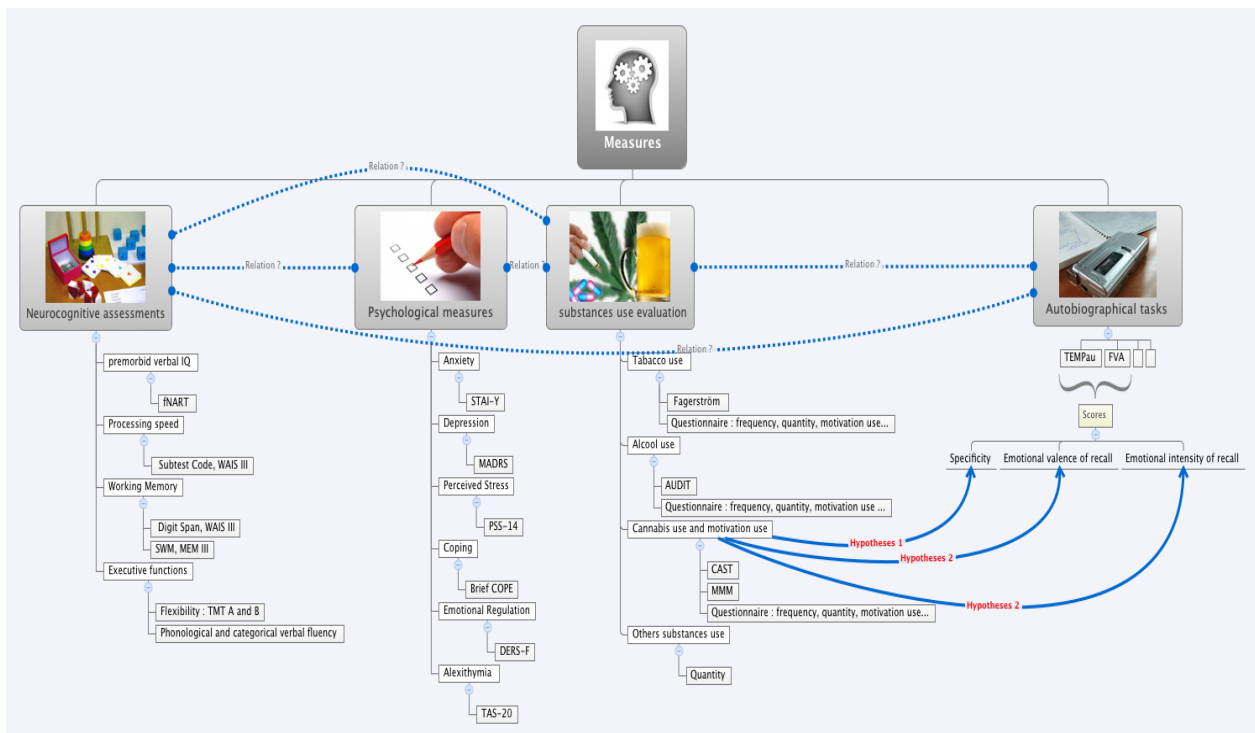 Measures
Relation ?
Neurocognitive assessments
Relation ?
Psychological measures
Relation ?
substances use evaluation
Relation ?
Autobiographical tasks
Relation ?
premorbid verbal IQ
fNART
Processing speed
Subtest Code, WAIS III
Working Memory
Digit Span, WAIS III
SWM, MEM III
Executive functions
Flexibility : TMT A and B
Phonological and categorical verbal fluency
Anxiety
STAI-Y
Depression
MADRS
Perceived Stress
PSS-14
Coping
Brief COPE
Emotional Regulation
DERS-F
Alexithymia
TAS-20
Tabacco use
Fagerström
Questionnaire : frequency, quantity, motivation use...
Alcool use
AUDIT
Questionnaire : frequency, quantity, motivation use ...
Cannabis use and motivation use
CAST
MMM
Questionnaire : frequency, quantity, motivation use...
Others substances use
Quantity
TEMPau
FVA
Scores
Specificity
Emotional valence of recall
Emotional intensity of recall
Hypotheses 1
Hypotheses 2
Hypotheses 2